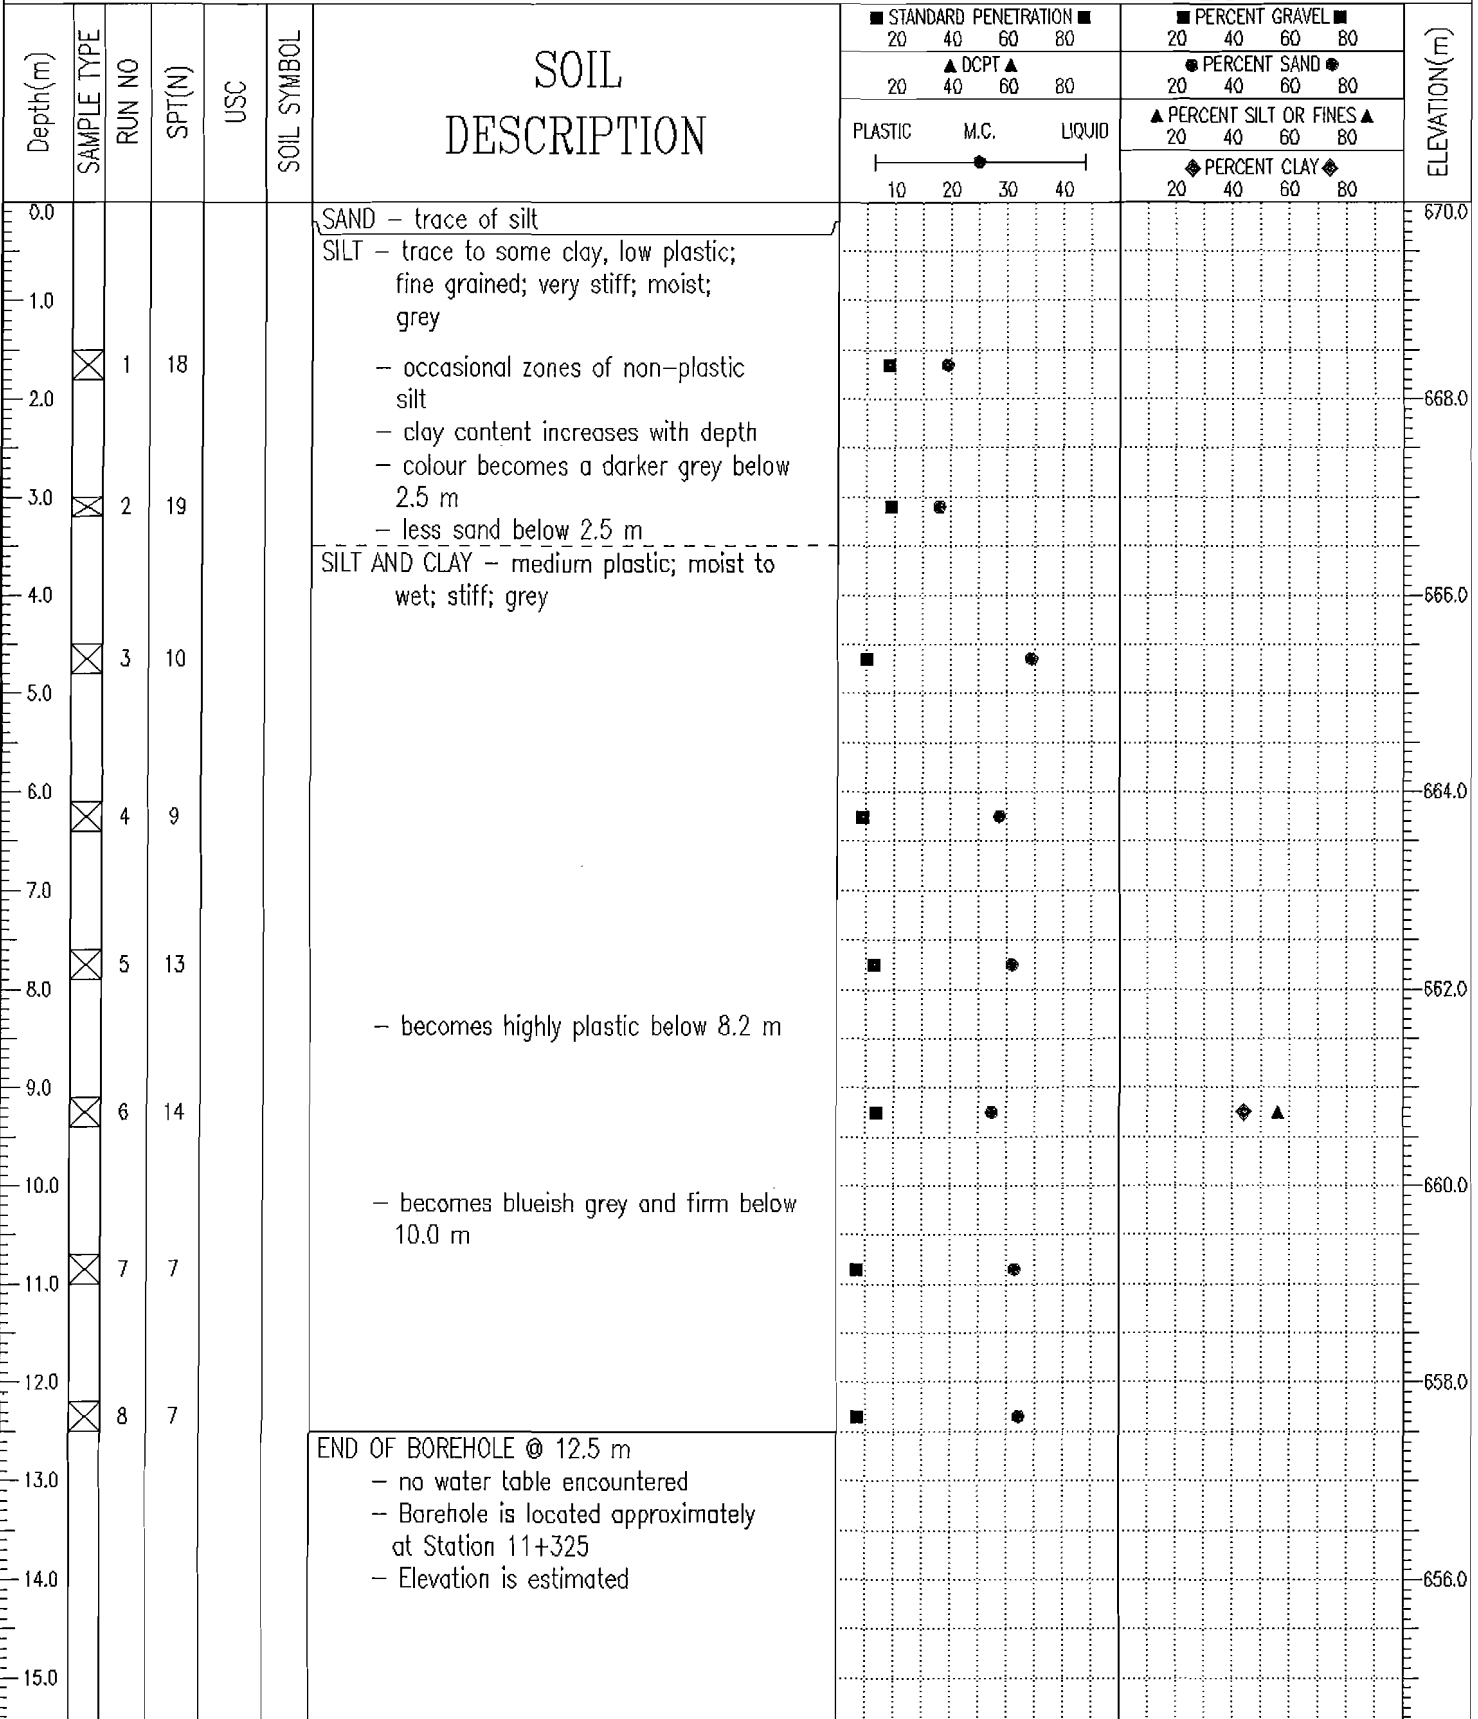 Depth(m)
SAMPLE TYPE
RUN NO
SPT(N)
USC
SOIL SYMBOL
SOIL
DESCRIPTION
■ STANDARD PENETRATION ■
20 40 60 80
▲ DCPT ▲
20 40 60 80
PLASTIC M.C. LIQUID
10 20 30 40
■ PERCENT GRAVEL ■
20 40 60 80
● PERCENT SAND ●
20 40 60 80
▲ PERCENT SILT OR FINES ▲
20 40 60 80
◈ PERCENT CLAY ◈
20 40 60 80
ELEVATION(m)
0.0 670.0
SAND – trace of silt
SILT – trace to some clay, low plastic;
fine grained; very stiff; moist;
1.0
grey
1 18 – occasional zones of non-plastic
silt
2.0 668.0
– clay content increases with depth
– colour becomes a darker grey below
3.0 2.5 m
2 19
– less sand below 2.5 m
SILT AND CLAY – medium plastic; moist to
4.0 wet; stiff; grey 666.0
3 10
5.0
6.0 664.0
4 9
7.0
5 13
8.0 662.0
– becomes highly plastic below 8.2 m
9.0
6 14
10.0 660.0
– becomes blueish grey and firm below
10.0 m
7 7
11.0
12.0 658.0
8 7
END OF BOREHOLE @ 12.5 m
13.0 – no water table encountered
– Borehole is located approximately
at Station 11+325
14.0 – Elevation is estimated 656.0
15.0